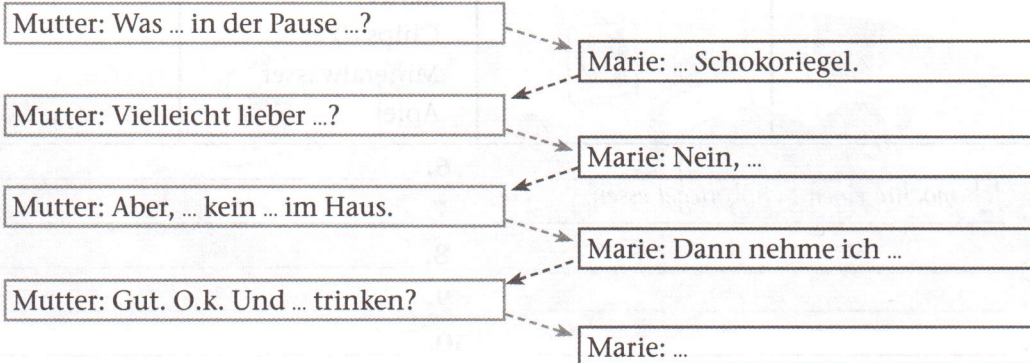 Mutter: Was ... in der Pause ...?
Marie: ... Schokoriegel.
Mutter: Vielleicht lieber ...?
Marie: Nein, ...
Mutter: Aber, ... kein ... im Haus.
Marie: Dann nehme ich ...
Mutter: Gut. O.k. Und ... trinken?
Marie: ...